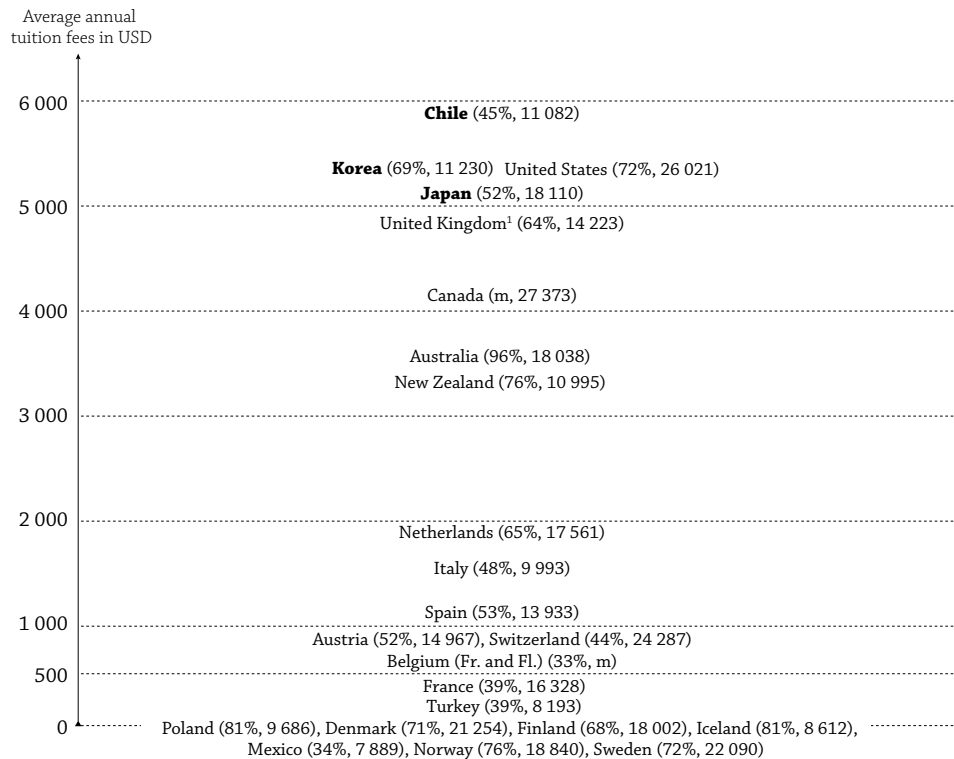 Average annual
tuition fees in USD
6 000
Chile (45%, 11 082)
Korea (69%, 11 230) United States (72%, 26 021)
Japan (52%, 18 110)
5 000
United Kingdom¹ (64%, 14 223)
Canada (m, 27 373)
4 000
Australia (96%, 18 038)
New Zealand (76%, 10 995)
3 000
2 000
Netherlands (65%, 17 561)
Italy (48%, 9 993)
Spain (53%, 13 933)
1 000
Austria (52%, 14 967), Switzerland (44%, 24 287)
Belgium (Fr. and Fl.) (33%, m)
500
France (39%, 16 328)
Turkey (39%, 8 193)
0
Poland (81%, 9 686), Denmark (71%, 21 254), Finland (68%, 18 002), Iceland (81%, 8 612),
Mexico (34%, 7 889), Norway (76%, 18 840), Sweden (72%, 22 090)